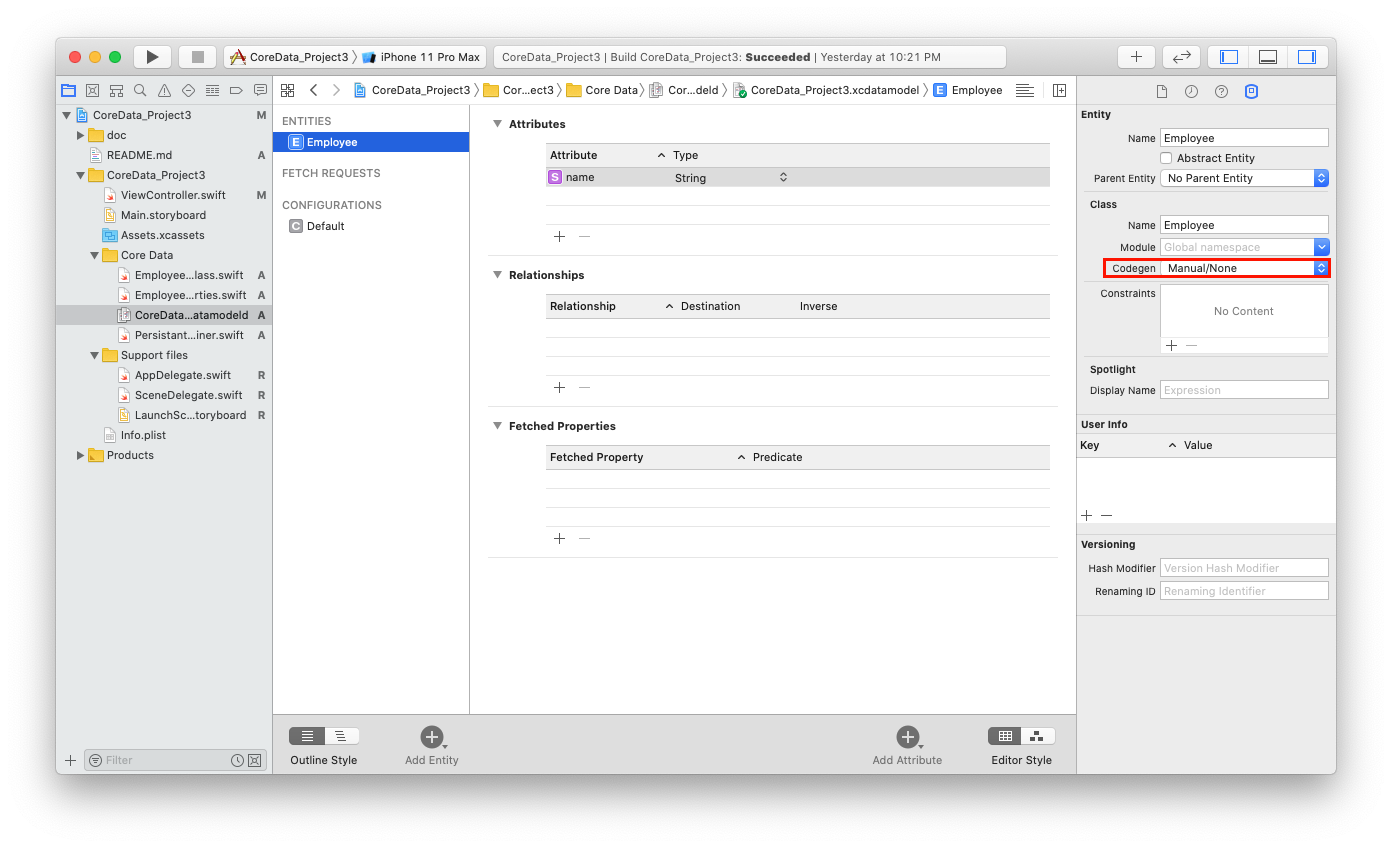 CoreData_Project3 〉 iPhone 11 Pro Max
CoreData_Project3 | Build CoreData_Project3: Succeeded | Yesterday at 10:21 PM
CoreData_Project3 〉 Cor...ect3 〉 Core Data 〉 Cor...deld 〉 CoreData_Project3.xcdatamodel 〉 E Employee
CoreData_Project3 M
doc
README.md A
CoreData_Project3
ViewController.swift M
Main.storyboard
Assets.xcassets
Core Data
Employee...lass.swift A
Employee...rties.swift A
CoreData...atamodeld A
Persistant...iner.swift A
Support files
AppDelegate.swift R
SceneDelegate.swift R
LaunchSc...toryboard R
Info.plist
Products
Filter
ENTITIES
E Employee
FETCH REQUESTS
CONFIGURATIONS
C Default
Attributes
Attribute Type
S name String
Relationships
Relationship Destination Inverse
Fetched Properties
Fetched Property Predicate
Outline Style
Add Entity
Add Attribute
Editor Style
Entity
Name Employee
Abstract Entity
Parent Entity No Parent Entity
Class
Name Employee
Module Global namespace
Codegen Manual/None
Constraints
No Content
Spotlight
Display Name Expression
User Info
Key Value
Versioning
Hash Modifier Version Hash Modifier
Renaming ID Renaming Identifier